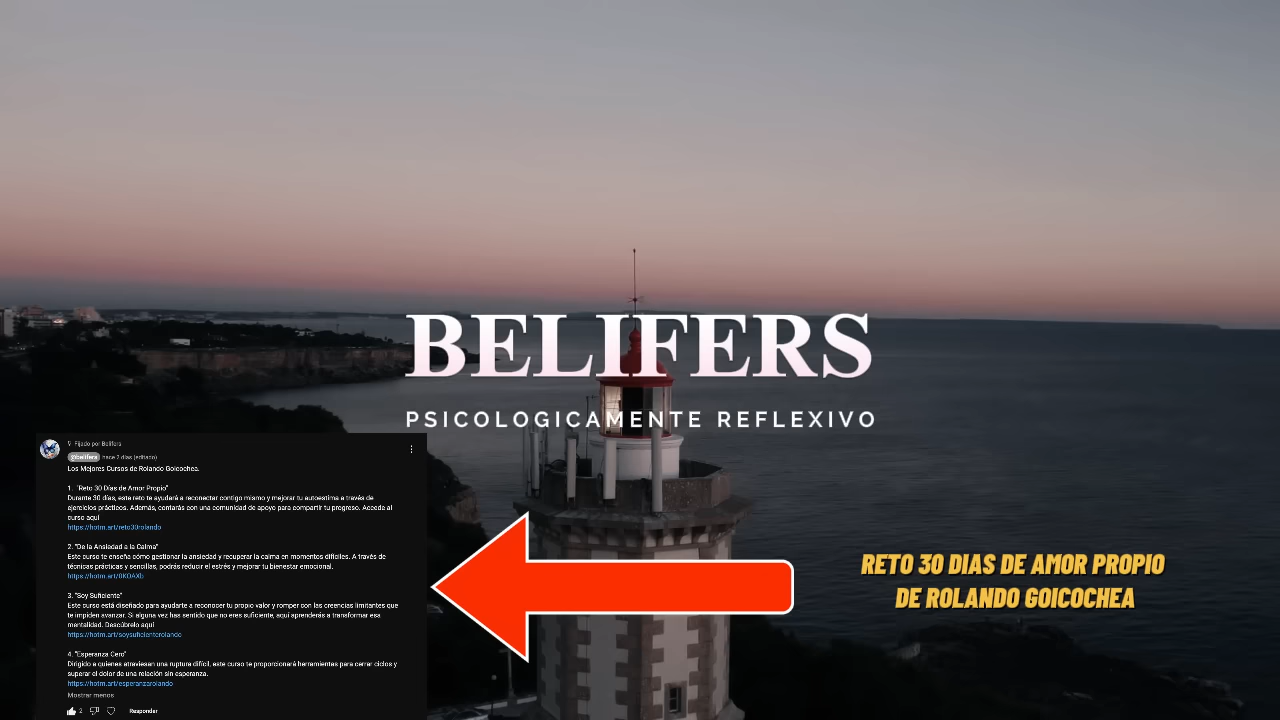 BELIFERS
PSICOLOGICAMENTE REFLEXIVO
Fijado por Belifers
@belifers hace 2 días (editado)
Los Mejores Cursos de Rolando Goicochea.
1. "Reto 30 Días de Amor Propio"
Durante 30 días, este reto te ayudará a reconectar contigo mismo y mejorar tu autoestima a través de
ejercicios prácticos. Además, contarás con una comunidad de apoyo para compartir tu progreso. Accede al
curso aquí
https://hotm.art/reto30rolando
2. "De la Ansiedad a la Calma"
Este curso te enseña cómo gestionar la ansiedad y recuperar la calma en momentos difíciles. A través de
técnicas prácticas y sencillas, podrás reducir el estrés y mejorar tu bienestar emocional.
https://hotm.art/0KOAXb
3. "Soy Suficiente"
Este curso está diseñado para ayudarte a reconocer tu propio valor y romper con las creencias limitantes que
te impiden avanzar. Si alguna vez has sentido que no eres suficiente, aquí aprenderás a transformar esa
mentalidad. Descúbrelo aquí
https://hotm.art/soysuficienterolando
4. "Esperanza Cero"
Dirigido a quienes atraviesan una ruptura difícil, este curso te proporcionará herramientas para cerrar ciclos y
superar el dolor de una relación sin esperanza.
https://hotm.art/esperanzarolando
Mostrar menos
2 Responder
RETO 30 DIAS DE AMOR PROPIO
DE ROLANDO GOICOCHEA